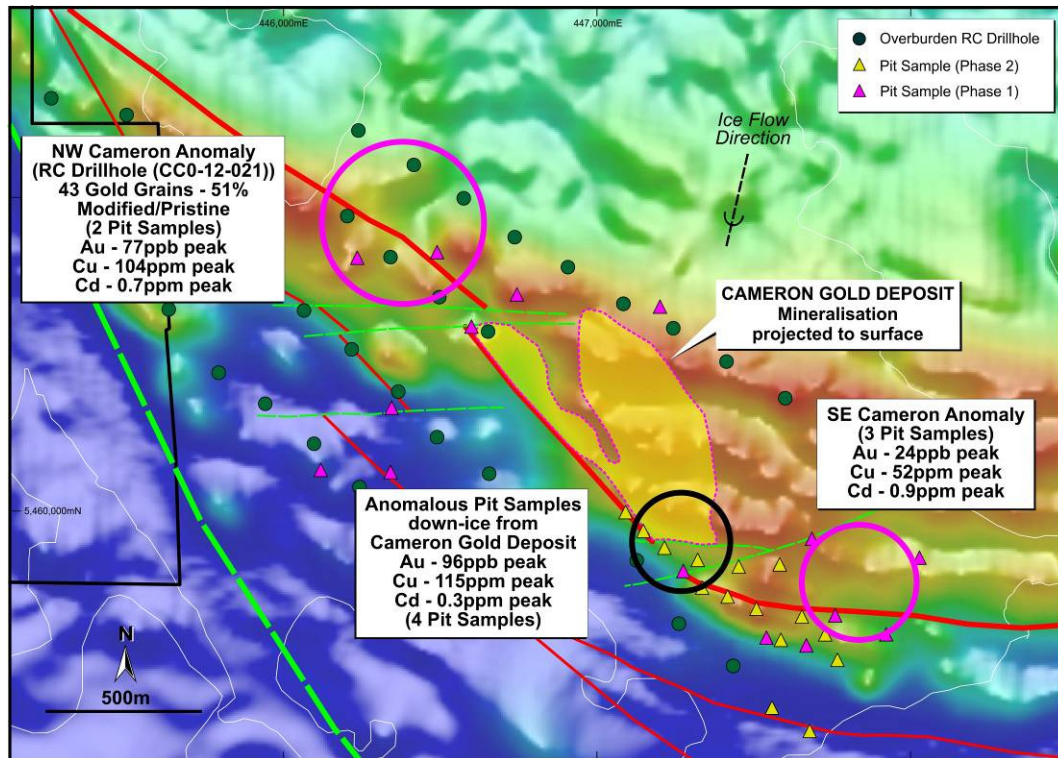 446,000mE
447,000mE
Overburden RC Drillhole
Pit Sample (Phase 2)
Pit Sample (Phase 1)
Ice Flow
Direction
NW Cameron Anomaly
(RC Drillhole (CC0-12-021))
43 Gold Grains - 51%
Modified/Pristine
(2 Pit Samples)
Au - 77ppb peak
Cu - 104ppm peak
Cd - 0.7ppm peak
CAMERON GOLD DEPOSIT
Mineralisation
projected to surface
SE Cameron Anomaly
(3 Pit Samples)
Au - 24ppb peak
Cu - 52ppm peak
Cd - 0.9ppm peak
5,460,000mN
Anomalous Pit Samples
down-ice from
Cameron Gold Deposit
Au - 96ppb peak
Cu - 115ppm peak
Cd - 0.3ppm peak
(4 Pit Samples)
N
500m